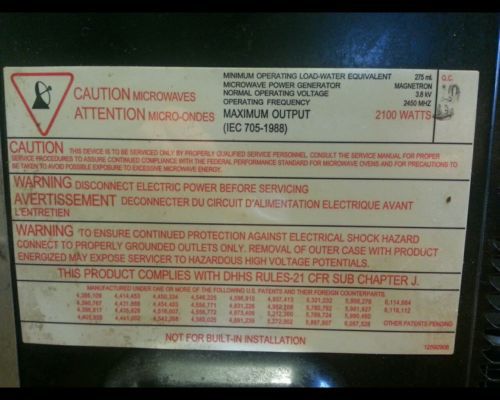 MINIMUM OPERATING LOAD-WATER EQUIVALENT 275 mL
MICROWAVE POWER GENERATOR MAGNETRON
NORMAL OPERATING VOLTAGE 3.8 kV
OPERATING FREQUENCY 2450 MHZ
MAXIMUM OUTPUT 2100 WATTS
(IEC 705-1988)
Q.C.
CAUTION MICROWAVES
ATTENTION MICRO-ONDES
CAUTION THIS DEVICE IS TO BE SERVICED ONLY BY PROPERLY QUALIFIED SERVICE PERSONNEL. CONSULT THE SERVICE MANUAL FOR PROPER
SERVICE PROCEDURES TO ASSURE CONTINUED COMPLIANCE WITH THE FEDERAL PERFORMANCE STANDARD FOR MICROWAVE OVENS AND FOR PRECAUTIONS TO
BE TAKEN TO AVOID POSSIBLE EXPOSURE TO EXCESSIVE MICROWAVE ENERGY.
WARNING DISCONNECT ELECTRIC POWER BEFORE SERVICING
AVERTISSEMENT DECONNECTER DU CIRCUIT D'ALIMENTATION ELECTRIQUE AVANT
L'ENTRETIEN
WARNING TO ENSURE CONTINUED PROTECTION AGAINST ELECTRICAL SHOCK HAZARD
CONNECT TO PROPERLY GROUNDED OUTLETS ONLY. REMOVAL OF OUTER CASE WITH PRODUCT
ENERGIZED MAY EXPOSE SERVICER TO HAZARDOUS HIGH VOLTAGE POTENTIALS.
THIS PRODUCT COMPLIES WITH DHHS RULES-21 CFR SUB CHAPTER J.
MANUFACTURED UNDER ONE OR MORE OF THE FOLLOWING U.S. PATENTS AND THEIR FOREIGN COUNTERPARTS
OTHER PATENTS PENDING
NOT FOR BUILT-IN INSTALLATION